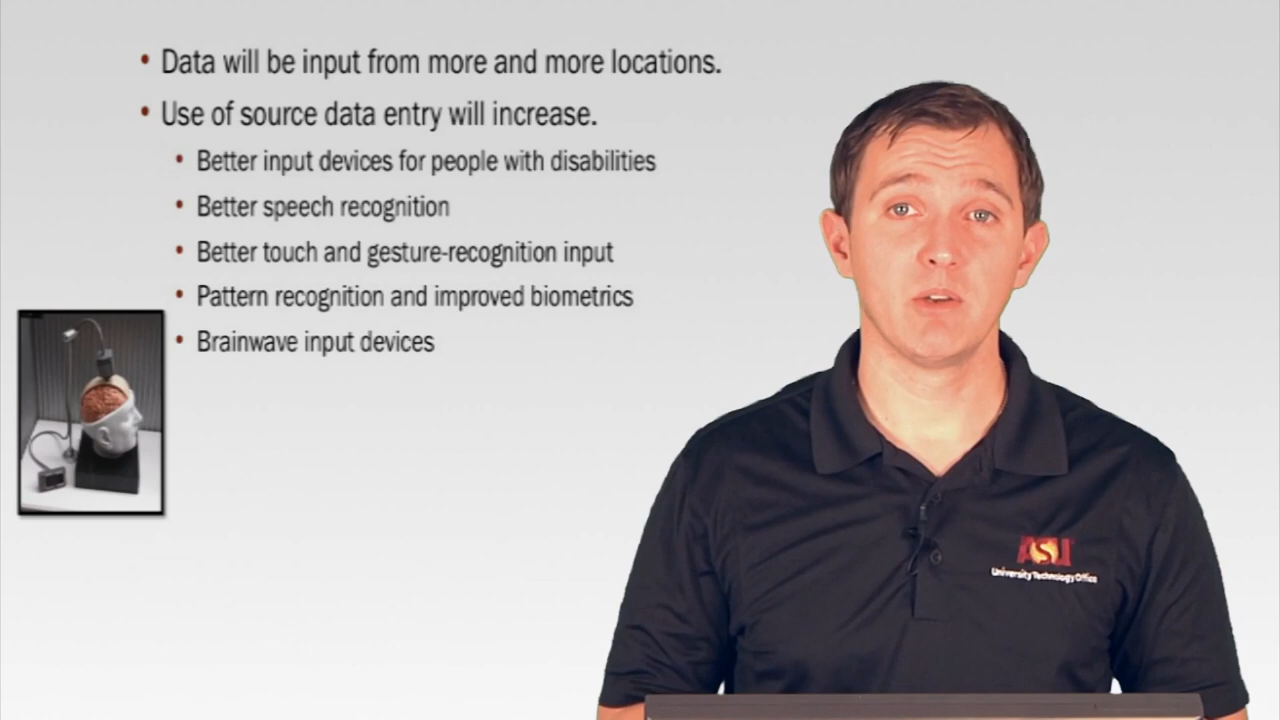 • Data will be input from more and more locations.
• Use of source data entry will increase.
• Better input devices for people with disabilities
• Better speech recognition
• Better touch and gesture-recognition input
• Pattern recognition and improved biometrics
• Brainwave input devices
ASU
University Technology Office